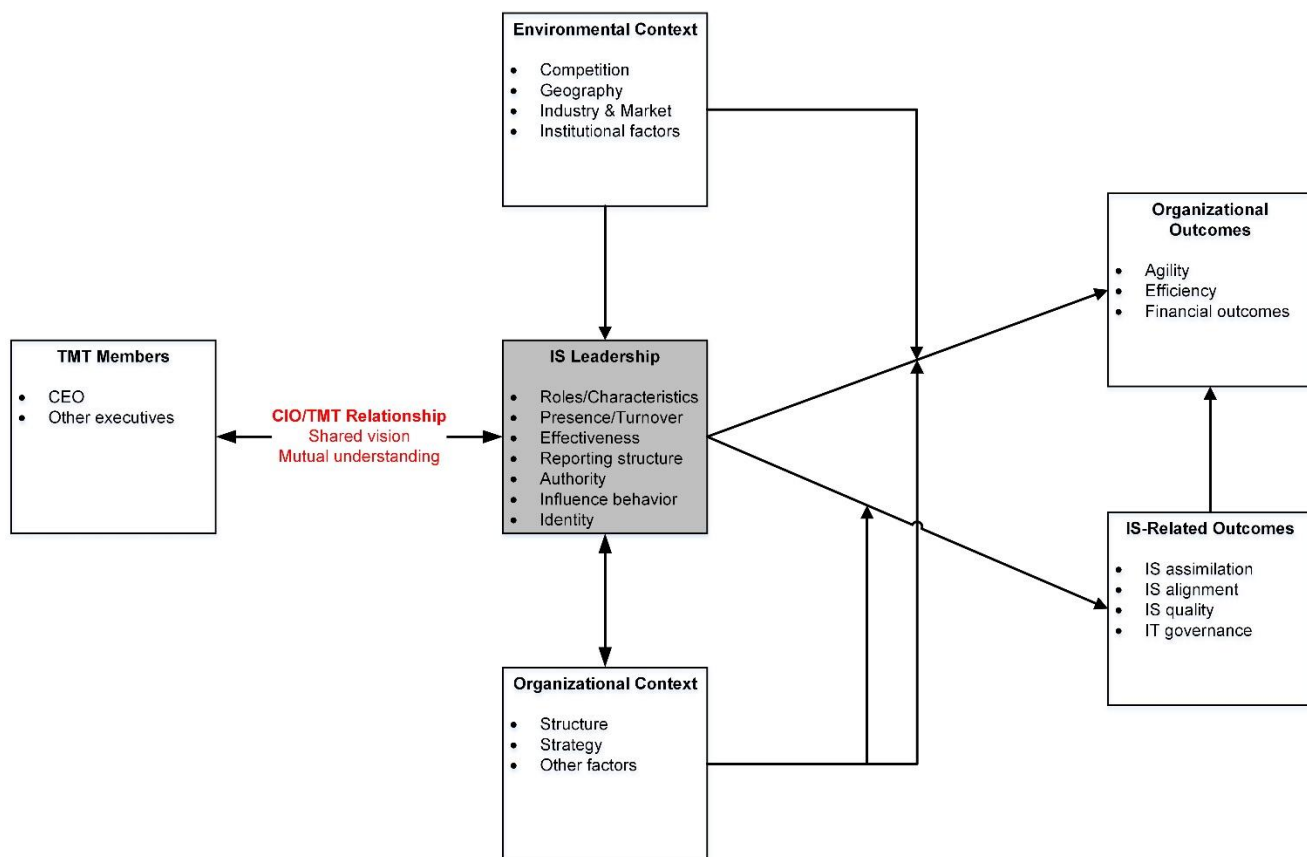 Environmental Context
• Competition
• Geography
• Industry & Market
• Institutional factors
Organizational
Outcomes
• Agility
• Efficiency
• Financial outcomes
TMT Members
• CEO
• Other executives
CIO/TMT Relationship
Shared vision
Mutual understanding
IS Leadership
• Roles/Characteristics
• Presence/Turnover
• Effectiveness
• Reporting structure
• Authority
• Influence behavior
• Identity
IS-Related Outcomes
• IS assimilation
• IS alignment
• IS quality
• IT governance
Organizational Context
• Structure
• Strategy
• Other factors